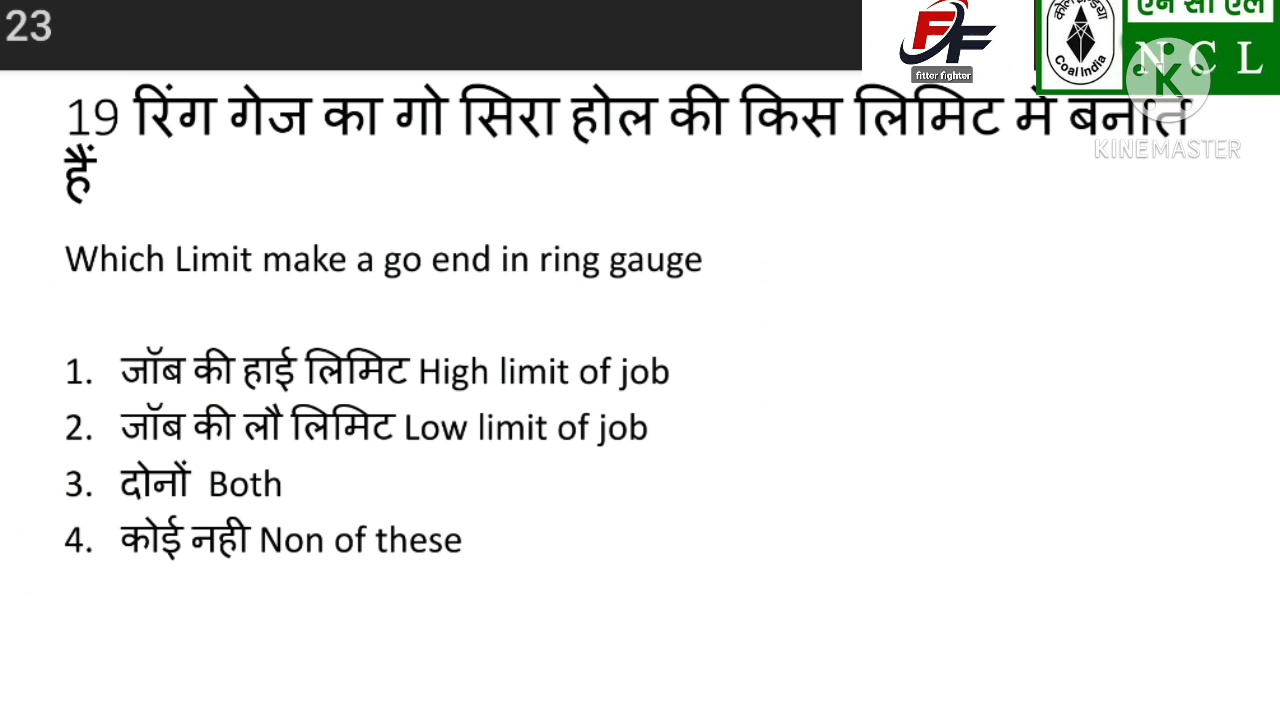 23
fitter fighter
कोल इण्डिया
Coal India
एन सी एल
N C L
K
KINEMASTER
19 रिंग गेज का गो सिरा होल की किस लिमिट में बनाते
हैं
Which Limit make a go end in ring gauge
1. जॉब की हाई लिमिट High limit of job
2. जॉब की लौ लिमिट Low limit of job
3. दोनों Both
4. कोई नही Non of these